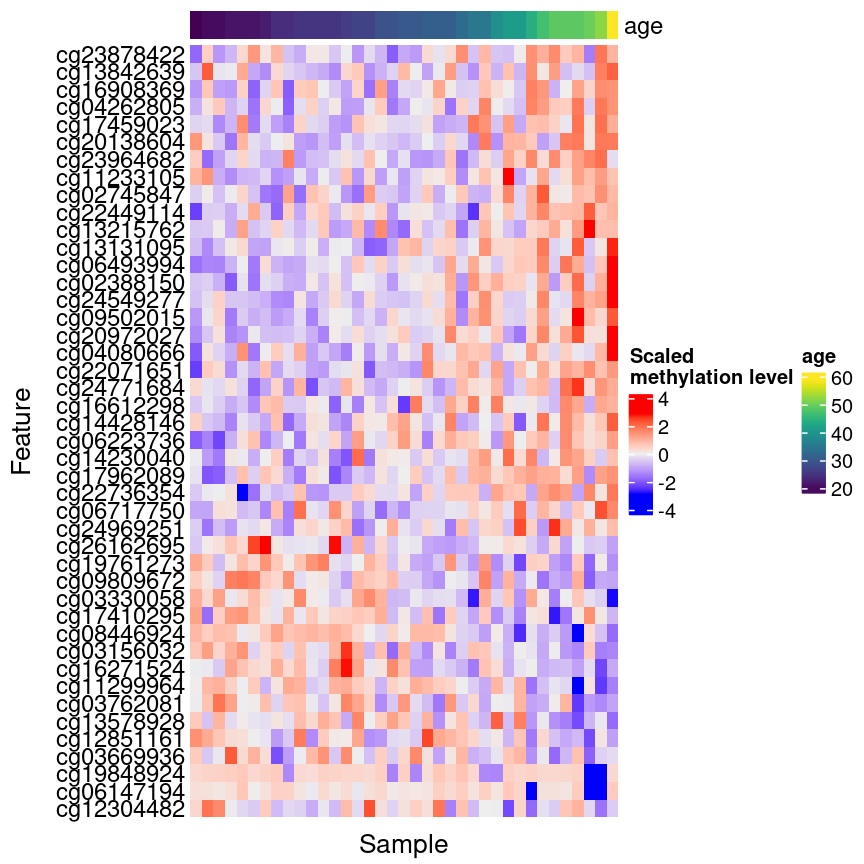 age
cg23878422
cg13842639
cg16908369
cg04262805
cg17459023
cg20138604
cg23964682
cg11233105
cg02745847
cg22449114
cg13215762
cg13131095
cg06493994
cg02388150
cg24549277
cg09502015
cg20972027
cg04080666
cg22071651
cg24771684
cg16612298
cg14428146
cg06223736
cg14230040
cg17962089
cg22736354
cg06717750
cg24969251
cg26162695
cg19761273
cg09809672
cg03330058
cg17410295
cg08446924
cg03156032
cg16271524
cg11299964
cg03762081
cg13578928
cg12851161
cg03669936
cg19848924
cg06147194
cg12304482
Feature
Sample
Scaled
methylation level
4
2
0
-2
-4
age
60
50
40
30
20